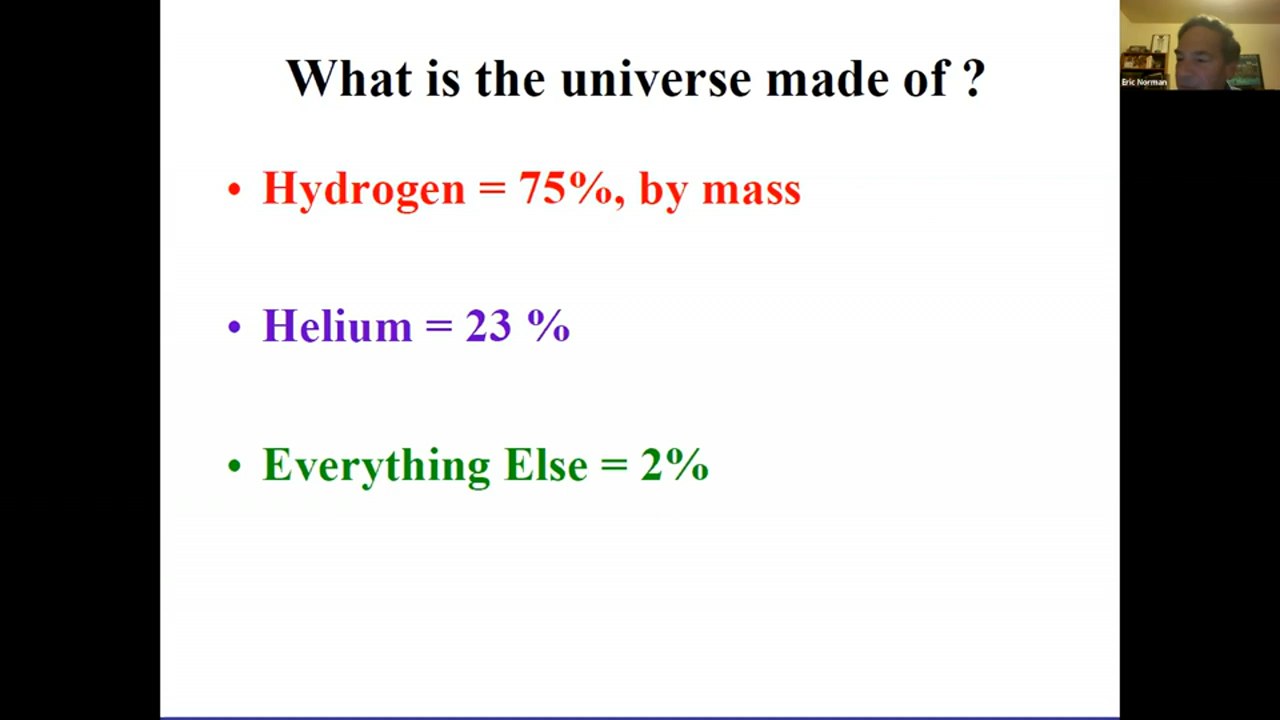 What is the universe made of ?
Eric Norman
• Hydrogen = 75%, by mass
• Helium = 23 %
• Everything Else = 2%